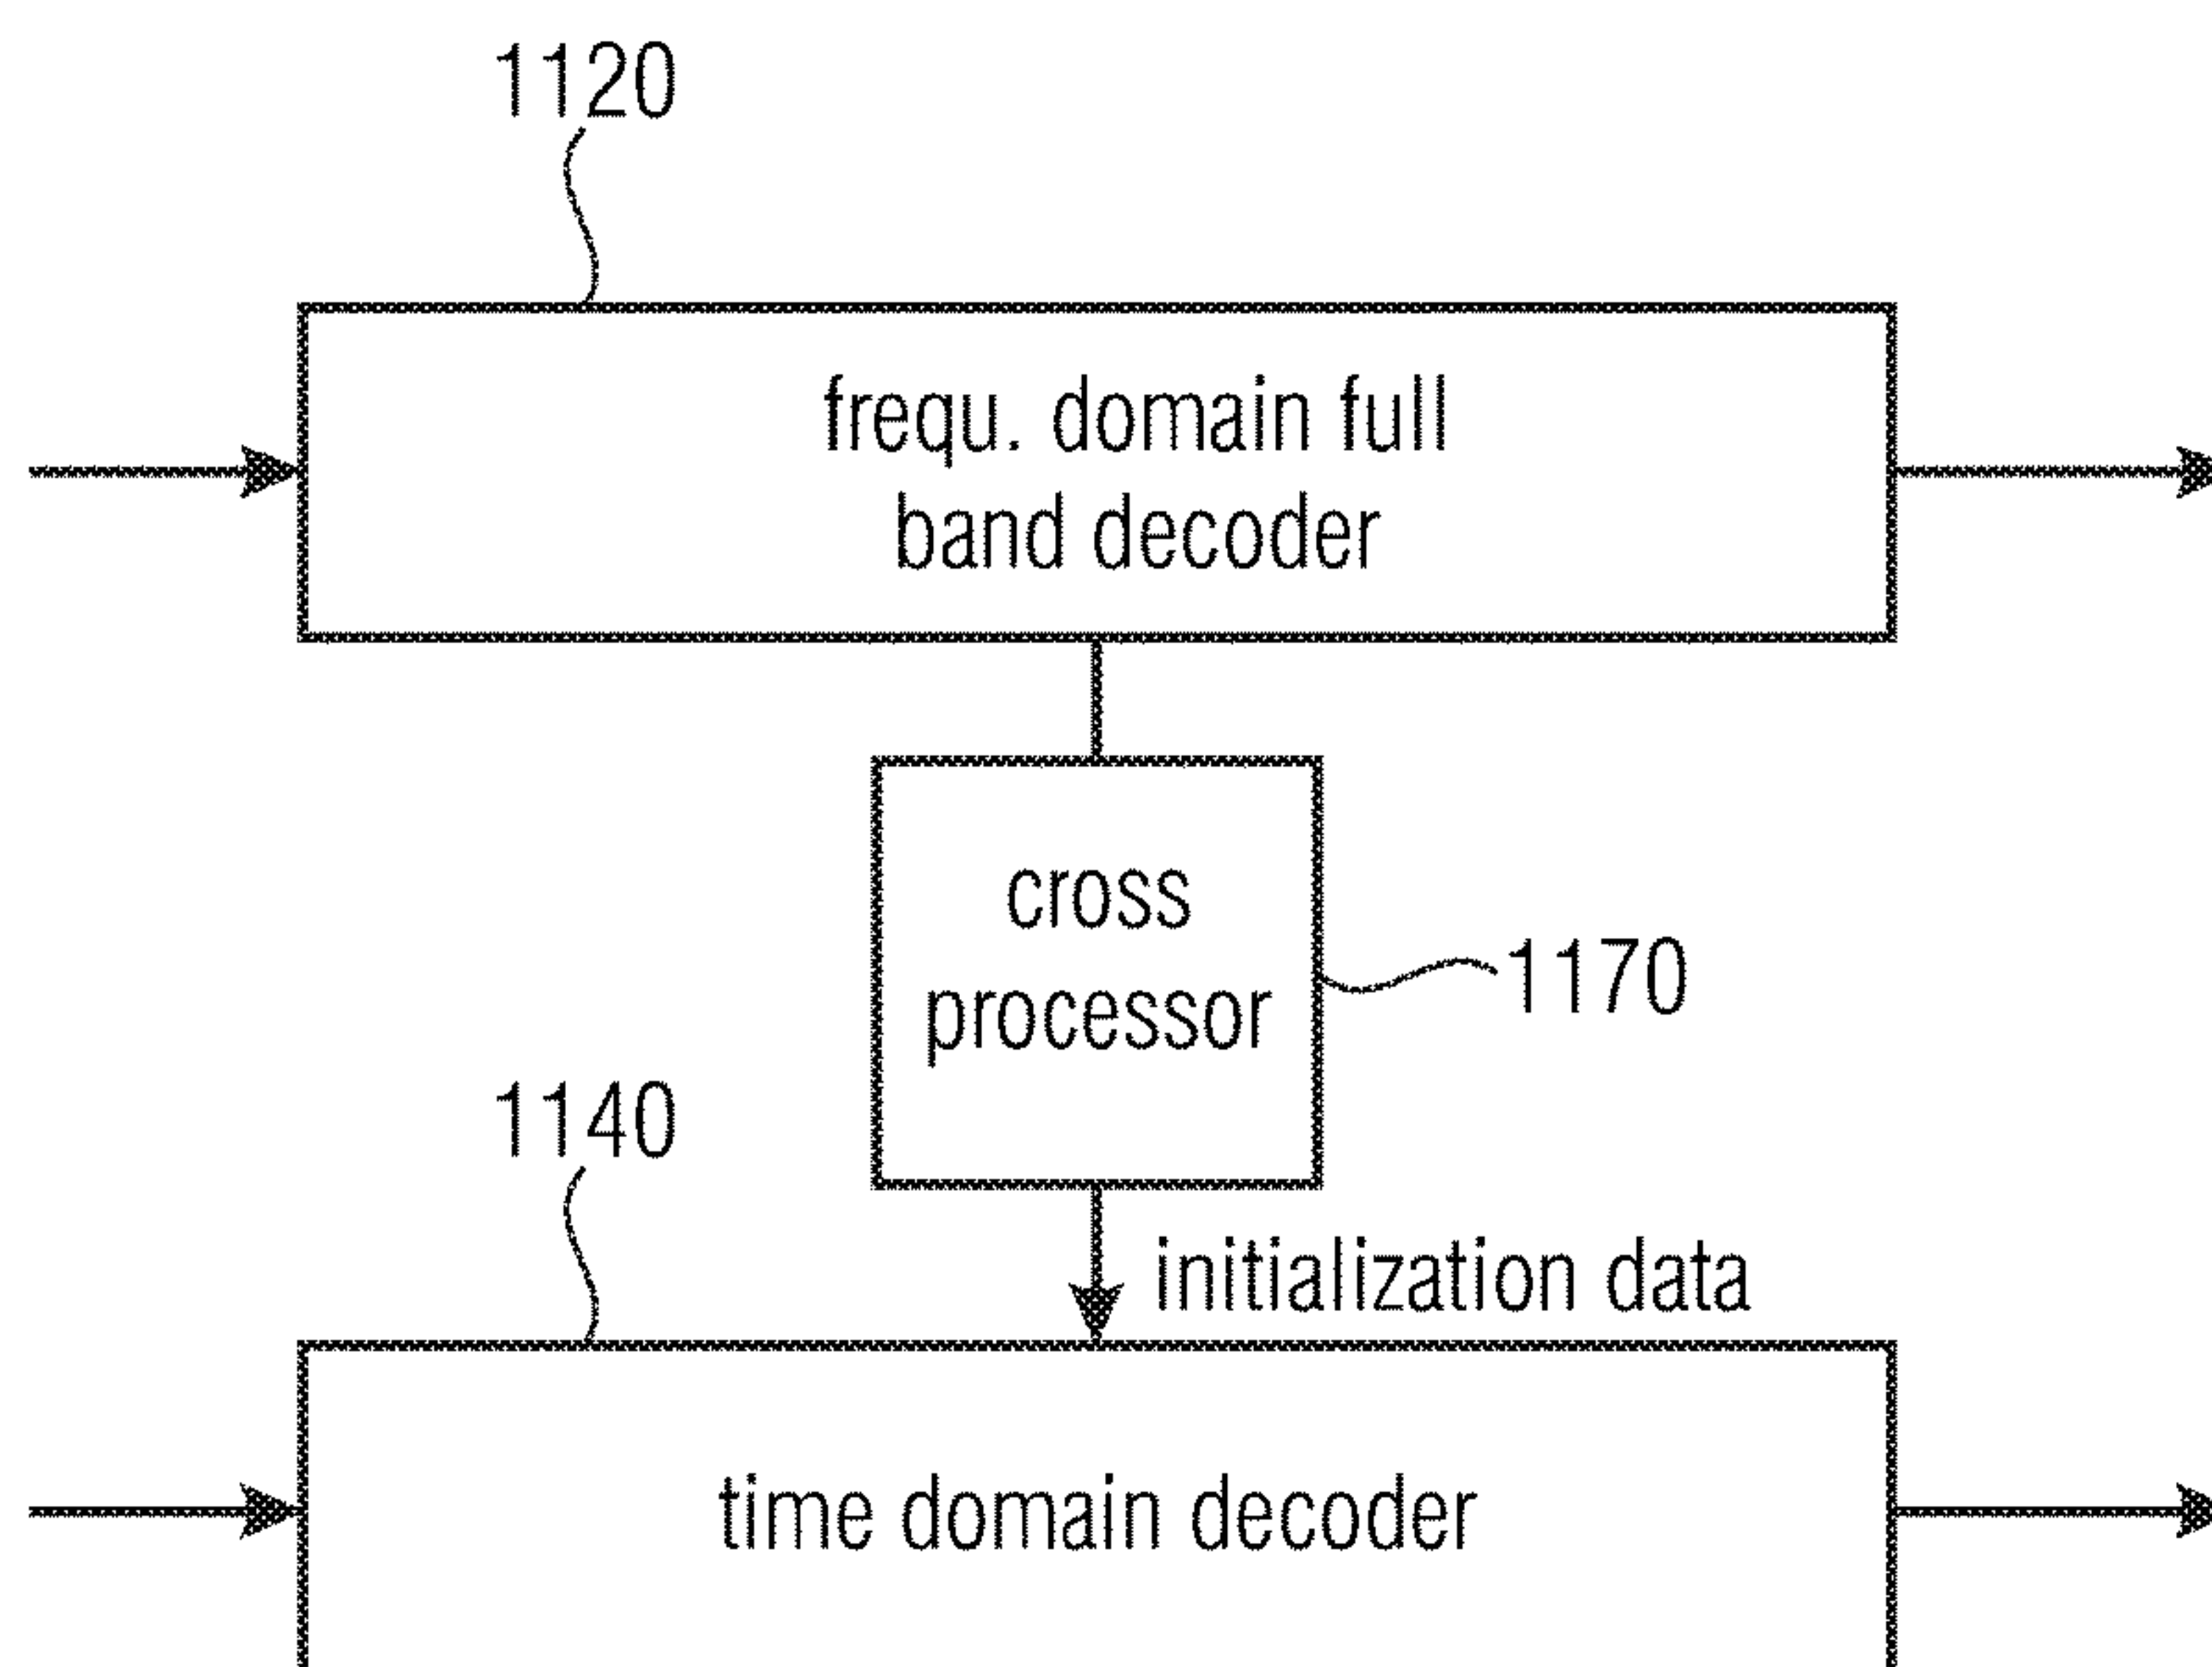 1120
frequ. domain full
band decoder
cross
processor
1170
1140
initialization data
time domain decoder